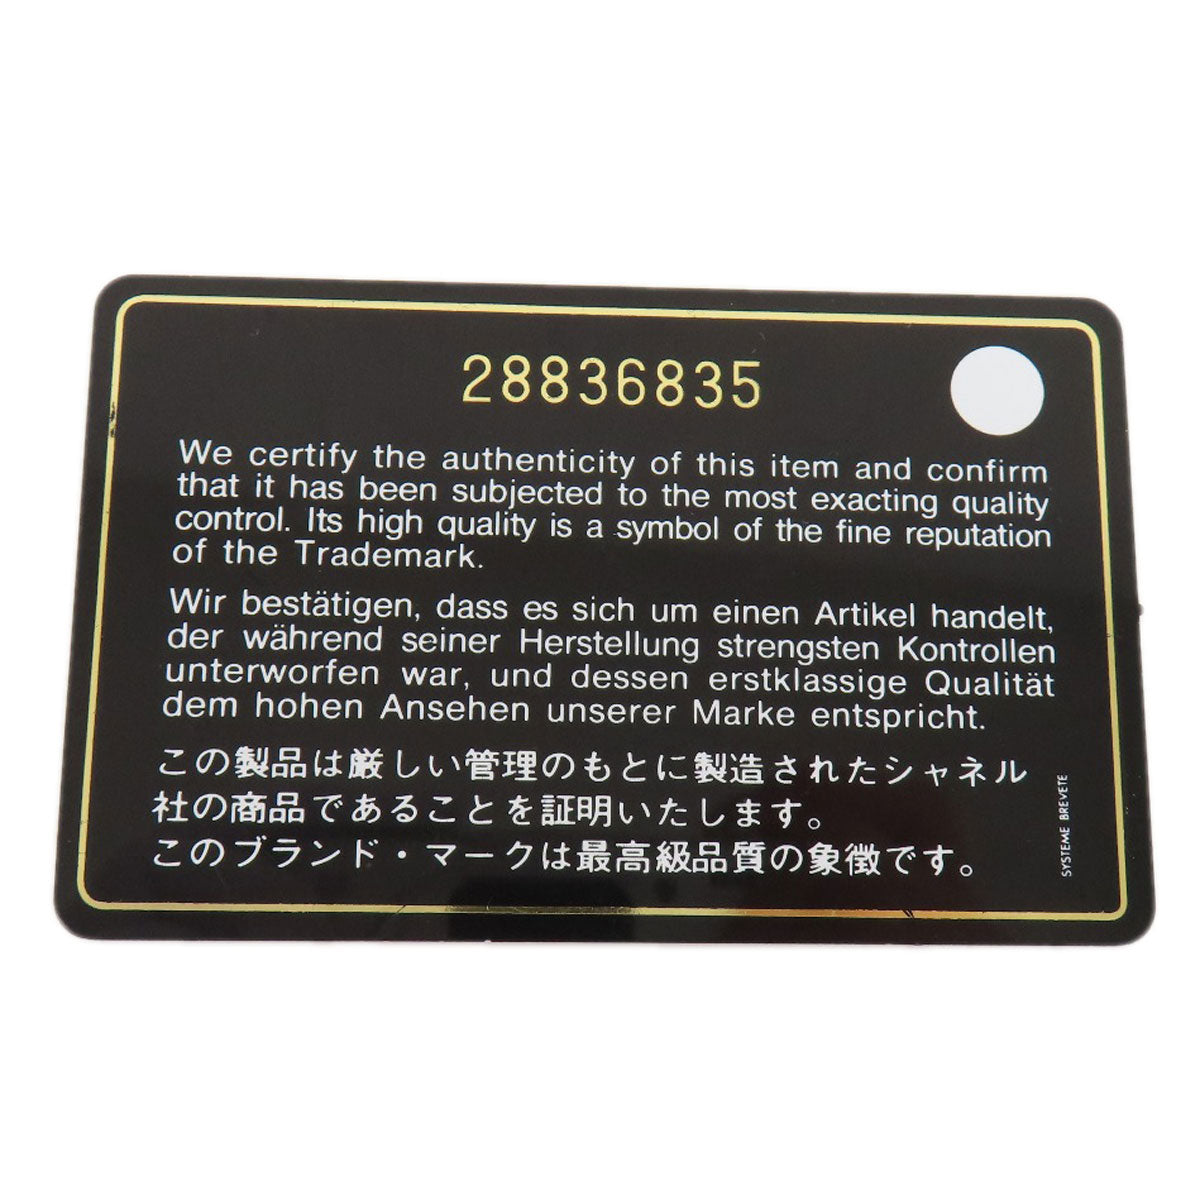 28836835
We certify the authenticity of this item and confirm
that it has been subjected to the most exacting quality
control. Its high quality is a symbol of the fine reputation
of the Trademark.
Wir bestätigen, dass es sich um einen Artikel handelt,
der während seiner Herstellung strengsten Kontrollen
unterworfen war, und dessen erstklassige Qualität
dem hohen Ansehen unserer Marke entspricht.
この製品は厳しい管理のもとに製造されたシャネル
社の商品であることを証明いたします。
このブランド・マークは最高級品質の象徴です。
SYSTEME BREVETE